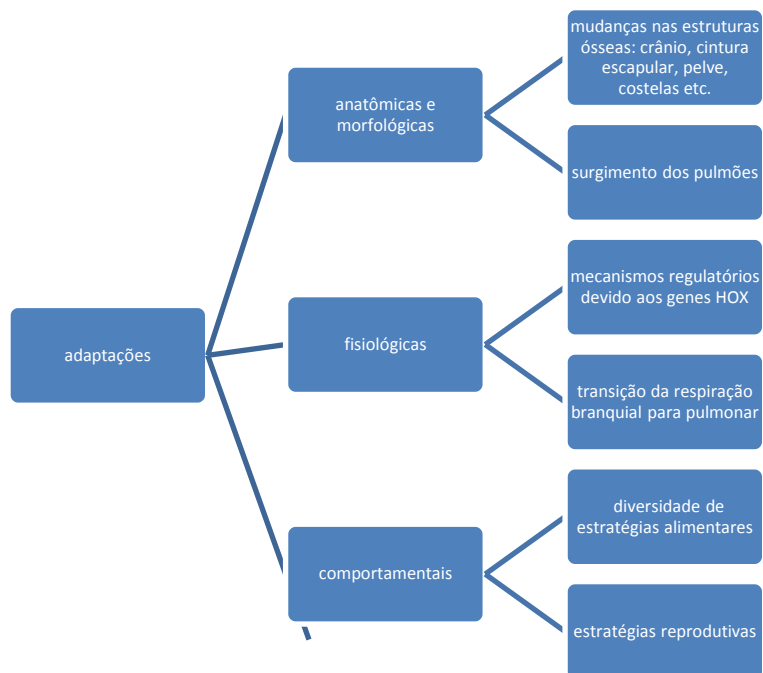 mudanças nas estruturas
ósseas: crânio, cintura
escapular, pelve,
costelas etc.
anatômicas e
morfológicas
surgimento dos pulmões
mecanismos regulatórios
devido aos genes HOX
adaptações
fisiológicas
transição da respiração
branquial para pulmonar
diversidade de
estratégias alimentares
comportamentais
estratégias reprodutivas